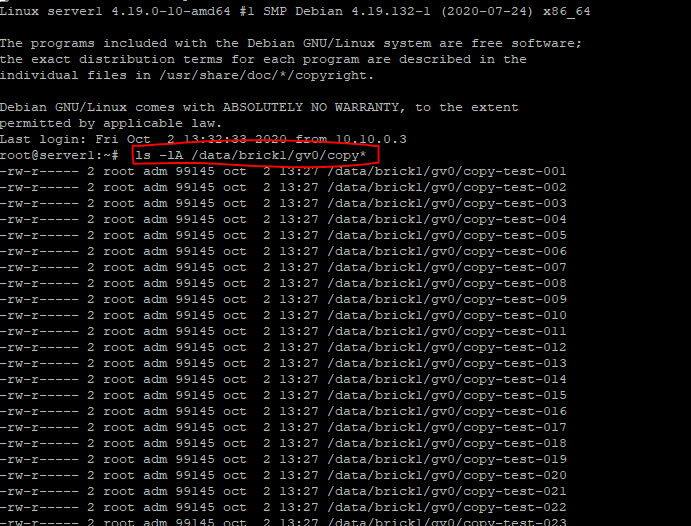 Linux server1 4.19.0-10-amd64 #1 SMP Debian 4.19.132-1 (2020-07-24) x86_64
The programs included with the Debian GNU/Linux system are free software;
the exact distribution terms for each program are described in the
individual files in /usr/share/doc/*/copyright.
Debian GNU/Linux comes with ABSOLUTELY NO WARRANTY, to the extent
permitted by applicable law.
Last login: Fri Oct  2 13:32:33 2020 from 10.10.0.3
root@server1:~# ls -lA /data/brick1/gv0/copy*
-rw-r----- 2 root adm 99145 oct  2 13:27 /data/brick1/gv0/copy-test-001
-rw-r----- 2 root adm 99145 oct  2 13:27 /data/brick1/gv0/copy-test-002
-rw-r----- 2 root adm 99145 oct  2 13:27 /data/brick1/gv0/copy-test-003
-rw-r----- 2 root adm 99145 oct  2 13:27 /data/brick1/gv0/copy-test-004
-rw-r----- 2 root adm 99145 oct  2 13:27 /data/brick1/gv0/copy-test-005
-rw-r----- 2 root adm 99145 oct  2 13:27 /data/brick1/gv0/copy-test-006
-rw-r----- 2 root adm 99145 oct  2 13:27 /data/brick1/gv0/copy-test-007
-rw-r----- 2 root adm 99145 oct  2 13:27 /data/brick1/gv0/copy-test-008
-rw-r----- 2 root adm 99145 oct  2 13:27 /data/brick1/gv0/copy-test-009
-rw-r----- 2 root adm 99145 oct  2 13:27 /data/brick1/gv0/copy-test-010
-rw-r----- 2 root adm 99145 oct  2 13:27 /data/brick1/gv0/copy-test-011
-rw-r----- 2 root adm 99145 oct  2 13:27 /data/brick1/gv0/copy-test-012
-rw-r----- 2 root adm 99145 oct  2 13:27 /data/brick1/gv0/copy-test-013
-rw-r----- 2 root adm 99145 oct  2 13:27 /data/brick1/gv0/copy-test-014
-rw-r----- 2 root adm 99145 oct  2 13:27 /data/brick1/gv0/copy-test-015
-rw-r----- 2 root adm 99145 oct  2 13:27 /data/brick1/gv0/copy-test-016
-rw-r----- 2 root adm 99145 oct  2 13:27 /data/brick1/gv0/copy-test-017
-rw-r----- 2 root adm 99145 oct  2 13:27 /data/brick1/gv0/copy-test-018
-rw-r----- 2 root adm 99145 oct  2 13:27 /data/brick1/gv0/copy-test-019
-rw-r----- 2 root adm 99145 oct  2 13:27 /data/brick1/gv0/copy-test-020
-rw-r----- 2 root adm 99145 oct  2 13:27 /data/brick1/gv0/copy-test-021
-rw-r----- 2 root adm 99145 oct  2 13:27 /data/brick1/gv0/copy-test-022
-rw-r----- 2 root adm 99145 oct  2 13:27 /data/brick1/gv0/copy-test-023